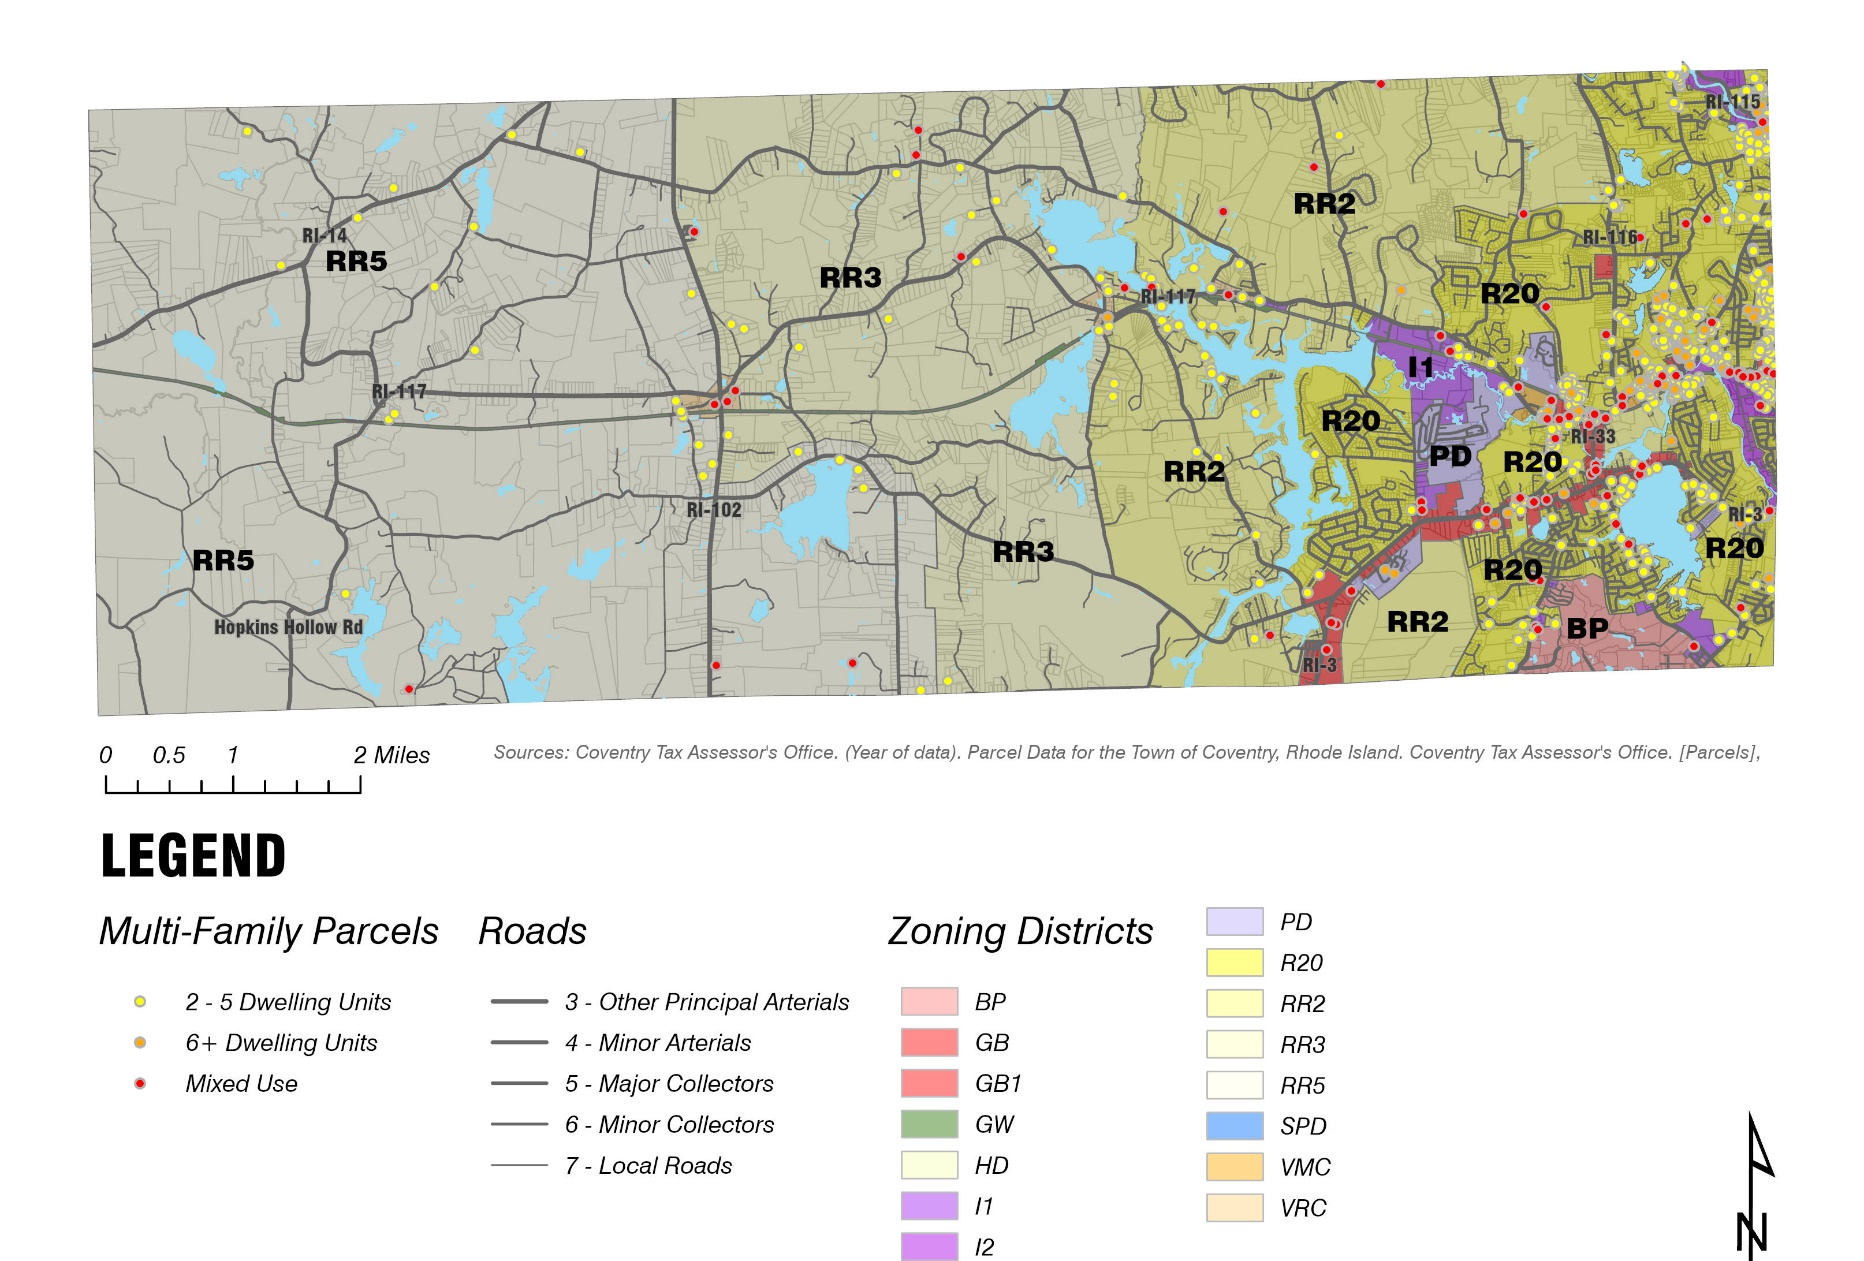 RI-115
RR2
RI-14
RI-116
RR5
RR3
R20
RI-117
I1
RI-117
R20
RI-33
PD
R20
RR2
RI-102
RI-3
RR3
R20
RR5
R20
RR2
BP
Hopkins Hollow Rd
RI-3
0 0.5 1 2 Miles
Sources: Coventry Tax Assessor's Office. (Year of data). Parcel Data for the Town of Coventry, Rhode Island. Coventry Tax Assessor's Office. [Parcels],
LEGEND
Multi-Family Parcels
2 - 5 Dwelling Units
6+ Dwelling Units
Mixed Use
Roads
3 - Other Principal Arterials
4 - Minor Arterials
5 - Major Collectors
6 - Minor Collectors
7 - Local Roads
Zoning Districts
BP
GB
GB1
GW
HD
I1
I2
PD
R20
RR2
RR3
RR5
SPD
VMC
VRC
N